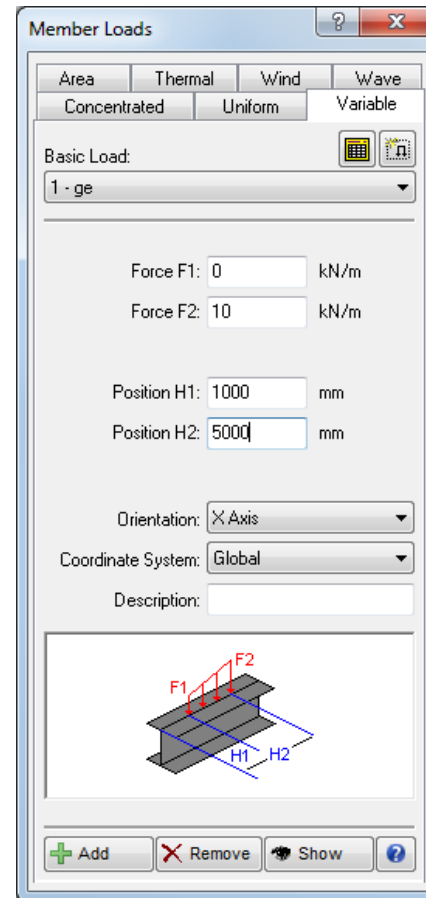 Member Loads
Area Thermal Wind Wave
Concentrated Uniform Variable
Basic Load:
1 - ge
Force F1: 0 kN/m
Force F2: 10 kN/m
Position H1: 1000 mm
Position H2: 5000 mm
Orientation: X Axis
Coordinate System: Global
Description:
F2
F1
H1 H2
Add Remove Show